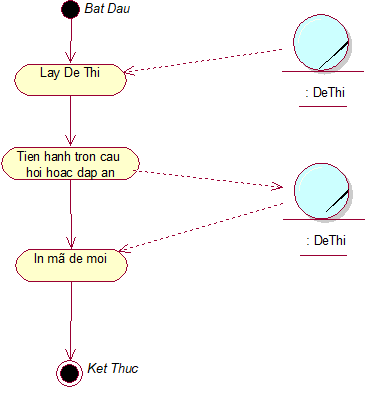 Bat Dau
Lay De Thi
: DeThi
Tien hanh tron cau
hoi hoac dap an
: DeThi
In mã de moi
Ket Thuc